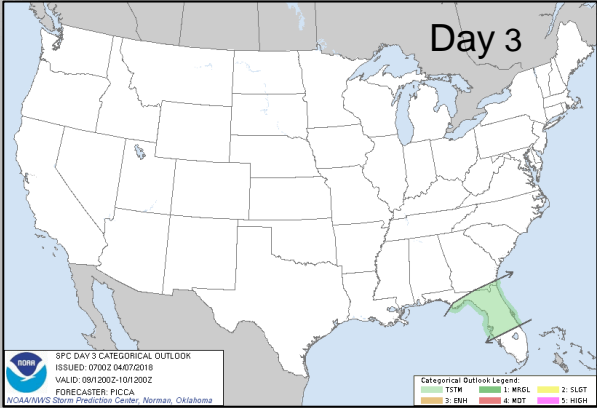 Day 3
NOAA
SPC DAY 3 CATEGORICAL OUTLOOK
ISSUED: 0700Z 04/07/2018
VALID: 09/1200Z-10/1200Z
FORECASTER: PICCA
NOAA/NWS Storm Prediction Center, Norman, Oklahoma
Categorical Outlook Legend:
TSTM 1: MRGL 2: SLGT
3: ENH 4: MDT 5: HIGH